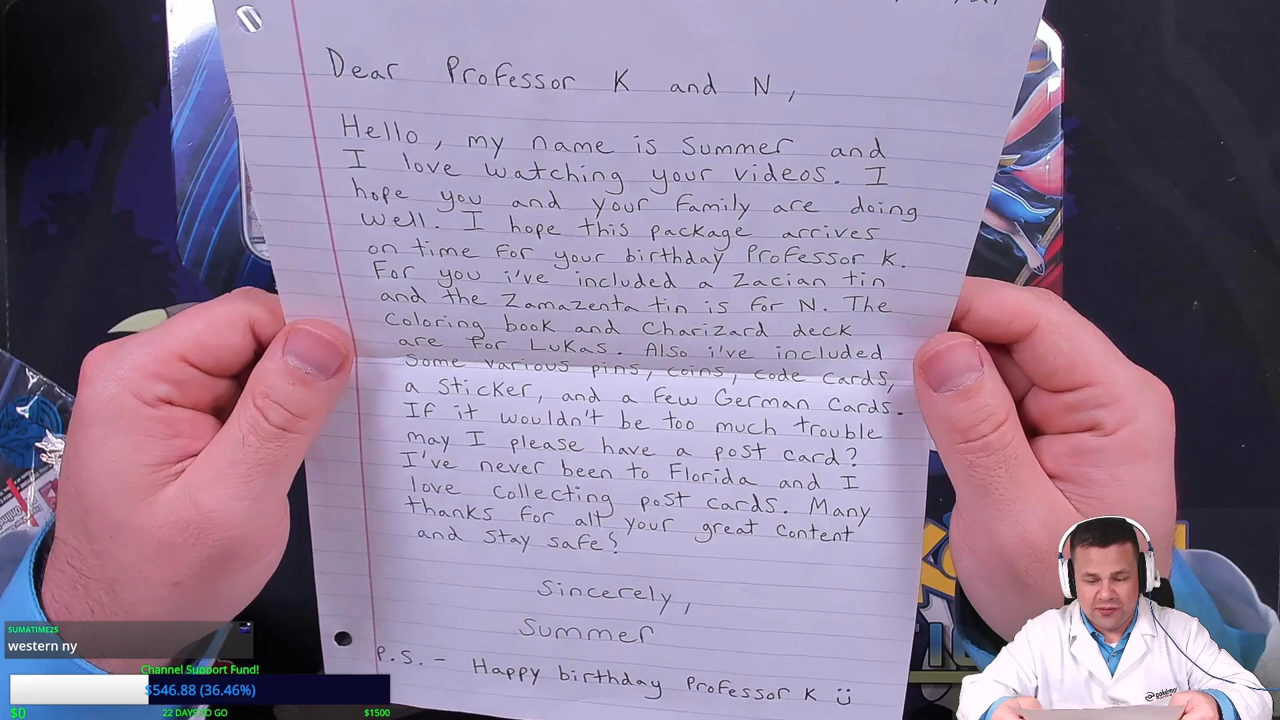 Dear Professor K and N,
Hello, my name is Summer and
I love watching your videos. I
hope you and your family are doing
well. I hope this package arrives
on time for your birthday Professor K.
For you i've included a Zacian tin
and the Zamazenta tin is for N. The
Coloring book and Charizard deck
are for Lukas. Also i've included
some various pins, coins, code cards,
a sticker, and a few German cards.
If it wouldn't be too much trouble
may I please have a post card?
I've never been to Florida and I
love collecting post cards. Many
thanks for all your great content
and stay safe!
Sincerely,
Summer
P.S. - Happy birthday Professor K ü
SUMATIME25
western ny
Channel Support Fund!
$546.88 (36.46%)
$0 22 DAYS TO GO $1500